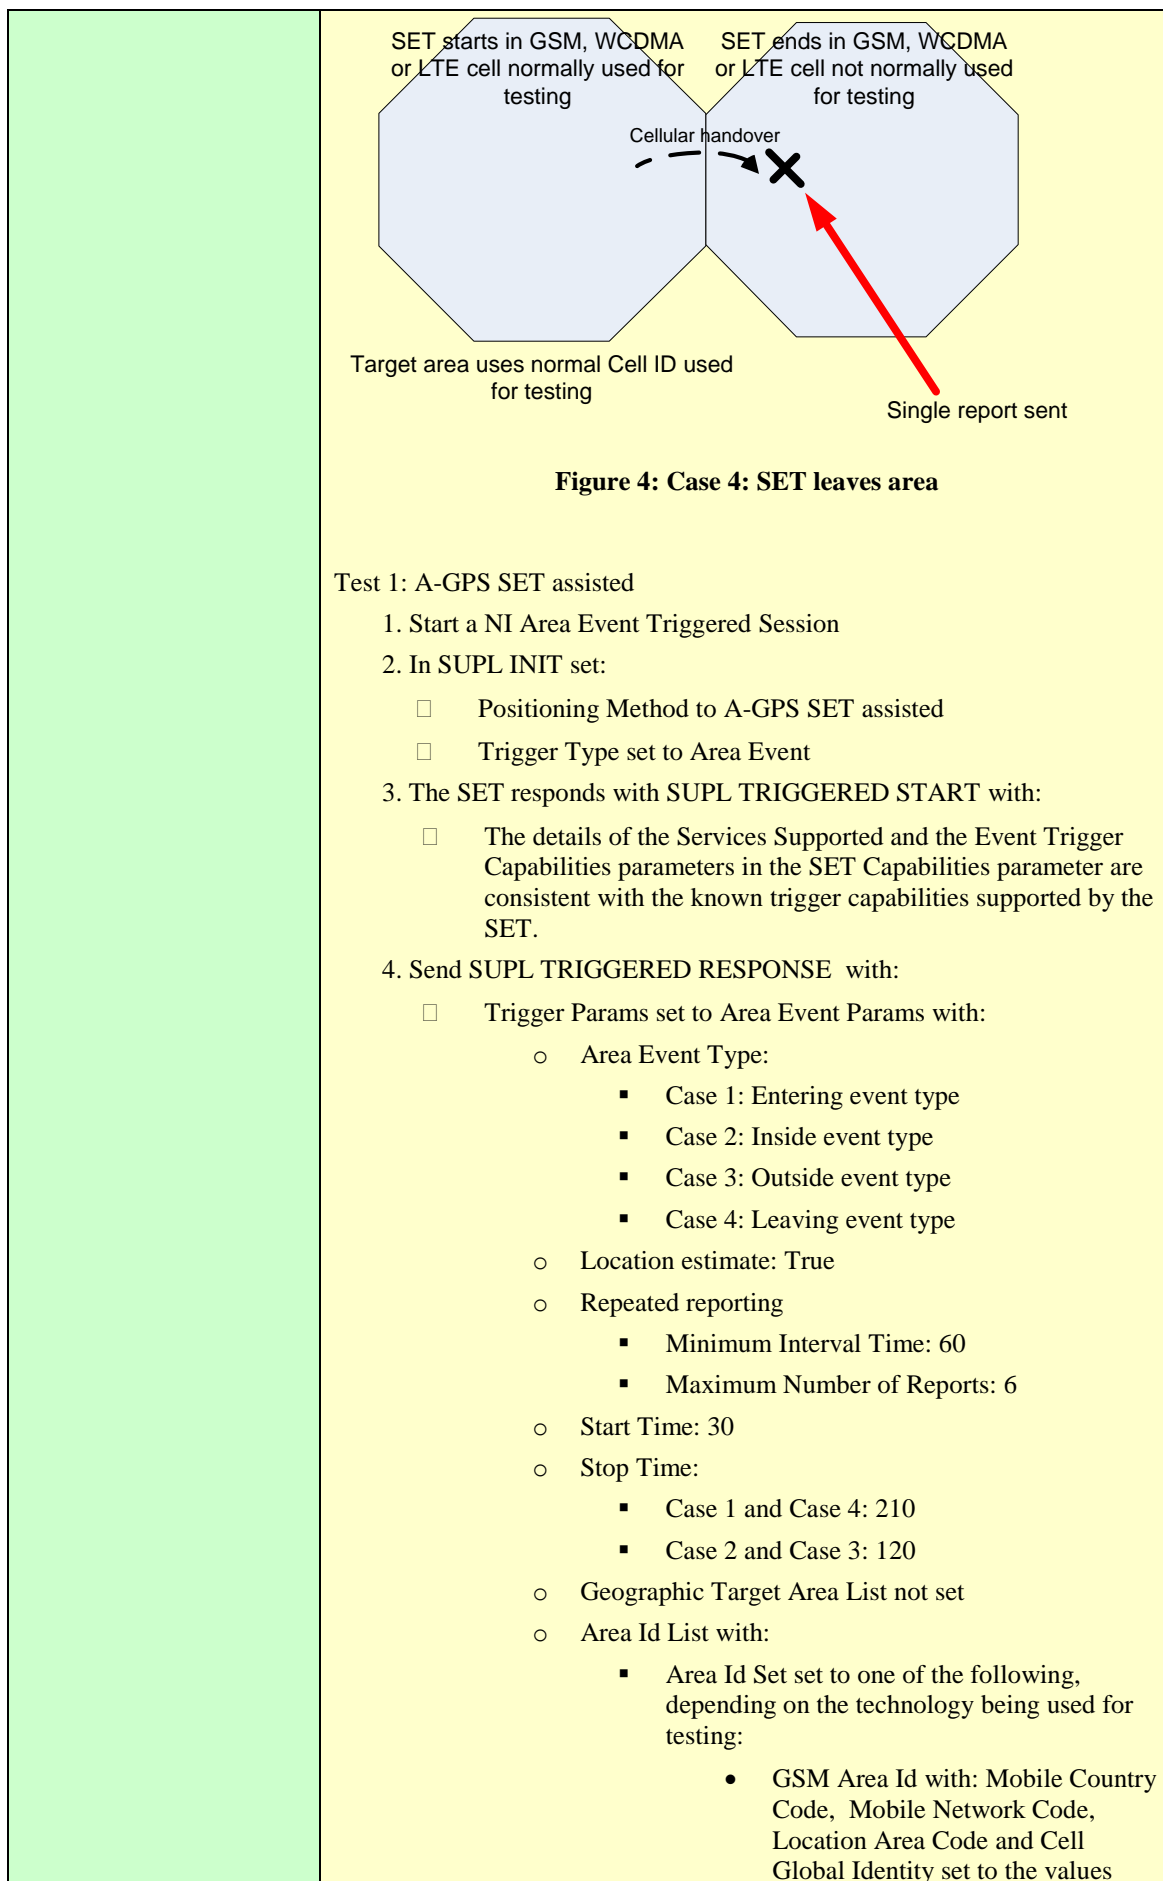 SET starts in GSM, WCDMA
or LTE cell normally used for
testing
SET ends in GSM, WCDMA
or LTE cell not normally used
for testing
Cellular handover
Target area uses normal Cell ID used
for testing
Single report sent
Figure 4: Case 4: SET leaves area
Test 1: A-GPS SET assisted
1. Start a NI Area Event Triggered Session
2. In SUPL INIT set:
Positioning Method to A-GPS SET assisted
Trigger Type set to Area Event
3. The SET responds with SUPL TRIGGERED START with:
The details of the Services Supported and the Event Trigger
Capabilities parameters in the SET Capabilities parameter are
consistent with the known trigger capabilities supported by the
SET.
4. Send SUPL TRIGGERED RESPONSE with:
Trigger Params set to Area Event Params with:
o Area Event Type:
▪ Case 1: Entering event type
▪ Case 2: Inside event type
▪ Case 3: Outside event type
▪ Case 4: Leaving event type
o Location estimate: True
o Repeated reporting
▪ Minimum Interval Time: 60
▪ Maximum Number of Reports: 6
o Start Time: 30
o Stop Time:
▪ Case 1 and Case 4: 210
▪ Case 2 and Case 3: 120
o Geographic Target Area List not set
o Area Id List with:
▪ Area Id Set set to one of the following,
depending on the technology being used for
testing:
• GSM Area Id with: Mobile Country
Code, Mobile Network Code,
Location Area Code and Cell
Global Identity set to the values